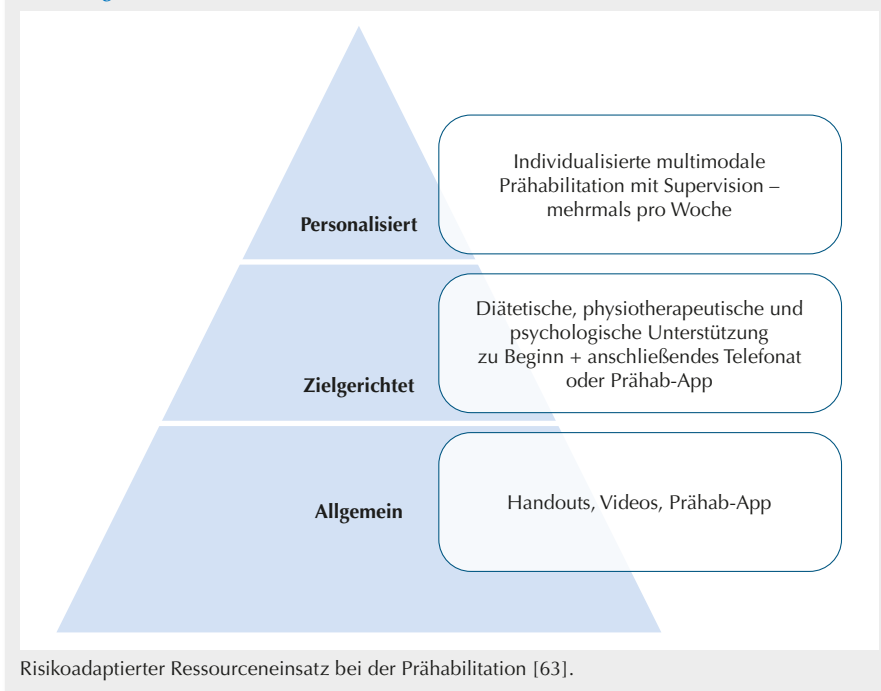 Personalisiert
Individualisierte multimodale
Prähabilitation mit Supervision –
mehrmals pro Woche
Zielgerichtet
Diätetische, physiotherapeutische und
psychologische Unterstützung
zu Beginn + anschließendes Telefonat
oder Prähab-App
Allgemein
Handouts, Videos, Prähab-App
Risikoadaptierter Ressourceneinsatz bei der Prähabilitation [63].